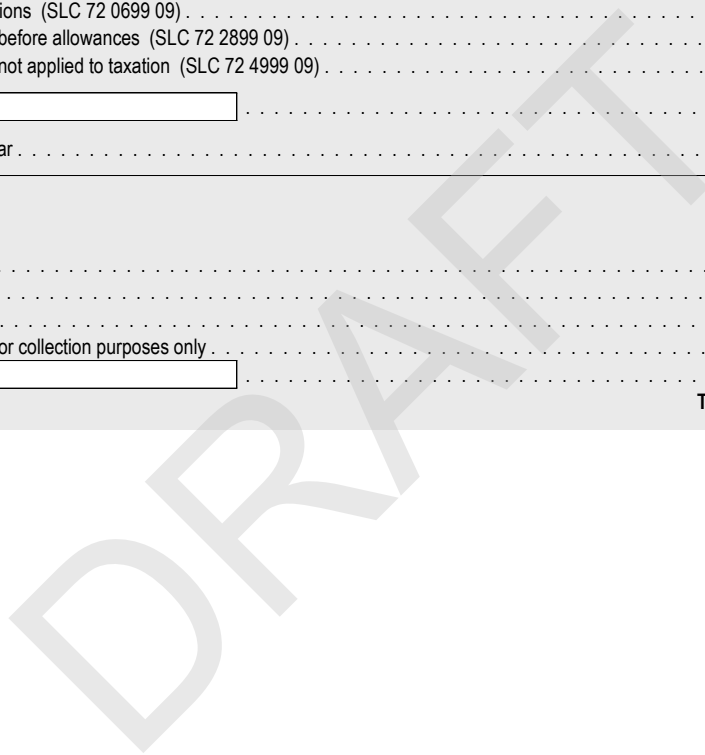 ions (SLC 72 0699 09) . . . . . . . . . . . . . . . . . . . . . . . . . . . . . . . . . . . .
before allowances (SLC 72 2899 09) . . . . . . . . . . . . . . . . . . . . . . . . . . . . .
not applied to taxation (SLC 72 4999 09) . . . . . . . . . . . . . . . . . . . . . . . . . . .
. . . . . . . . . . . . . . . . . . . . . . . . . . . . . . . .
ar . . . . . . . . . . . . . . . . . . . . . . . . . . . . . . . . . . . . . . . . . . . . . . . .
. . . . . . . . . . . . . . . . . . . . . . . . . . . . . . . . . . . . . . . . . . . . . . . . .
. . . . . . . . . . . . . . . . . . . . . . . . . . . . . . . . . . . . . . . . . . . . . . . . .
. . . . . . . . . . . . . . . . . . . . . . . . . . . . . . . . . . . . . . . . . . . . . . . . .
or collection purposes only . . . . . . . . . . . . . . . . . . . . . . . . . . . . . . . . . . .
. . . . . . . . . . . . . . . . . . . . . . . . . . . . . . . .
T
DRAFT